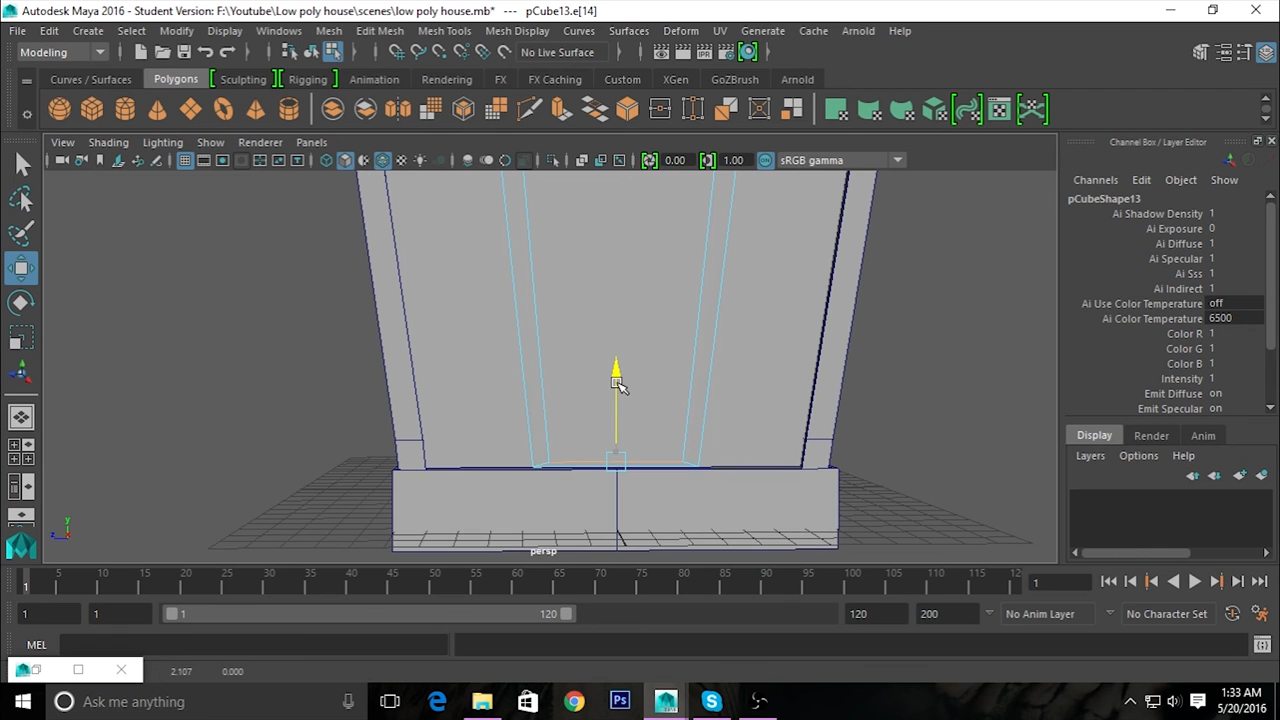 Autodesk Maya 2016 - Student Version: F:\Youtube\Low poly house\scenes\low poly house.mb* --- pCube13.e[14]
File Edit Create Select Modify Display Windows Mesh Edit Mesh Mesh Tools Mesh Display Curves Surfaces Deform UV Generate Cache Arnold Help
Modeling No Live Surface
Curves / Surfaces Polygons Sculpting Rigging Animation Rendering FX FX Caching Custom XGen GoZBrush Arnold
Channel Box / Layer Editor
View Shading Lighting Show Renderer Panels
0.00 1.00 sRGB gamma
Channels Edit Object Show
pCubeShape13
Ai Shadow Density 1
Ai Exposure 0
Ai Diffuse 1
Ai Specular 1
Ai Sss 1
Ai Indirect 1
Ai Use Color Temperature off
Ai Color Temperature 6500
Color R 1
Color G 1
Color B 1
Intensity 1
Emit Diffuse on
Emit Specular on
Display Render Anim
Layers Options Help
y
z
persp
5 10 15 20 25 30 35 40 45 50 55 60 65 70 75 80 85 90 95 100 105 110 115 12
1 1
1 1 1 120 120 200 No Anim Layer No Character Set
MEL
2.107 0.000
Ask me anything
Ps
1:33 AM
5/20/2016